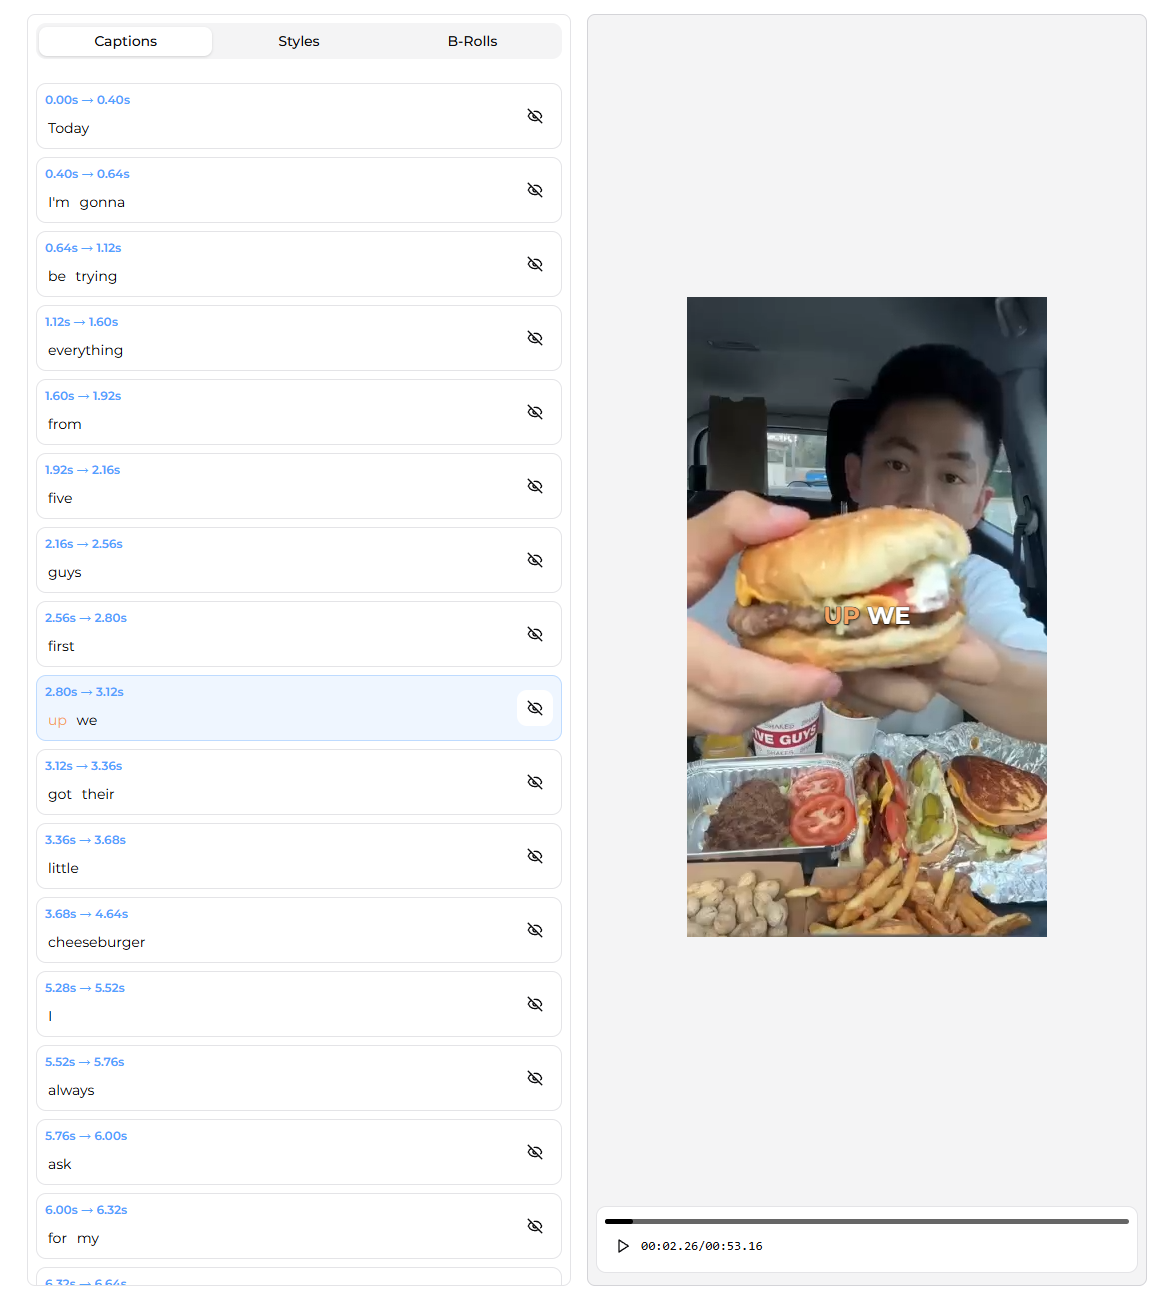 Captions
Styles
B-Rolls
0.00s → 0.40s
Today
0.40s → 0.64s
I'm gonna
0.64s → 1.12s
be trying
1.12s → 1.60s
everything
1.60s → 1.92s
from
1.92s → 2.16s
five
2.16s → 2.56s
guys
2.56s → 2.80s
first
2.80s → 3.12s
up we
3.12s → 3.36s
got their
3.36s → 3.68s
little
3.68s → 4.64s
cheeseburger
5.28s → 5.52s
I
5.52s → 5.76s
always
5.76s → 6.00s
ask
6.00s → 6.32s
for my
6.32s → 6.64s
UP WE
SHAKED
VE GUYS
00:02.26/00:53.16